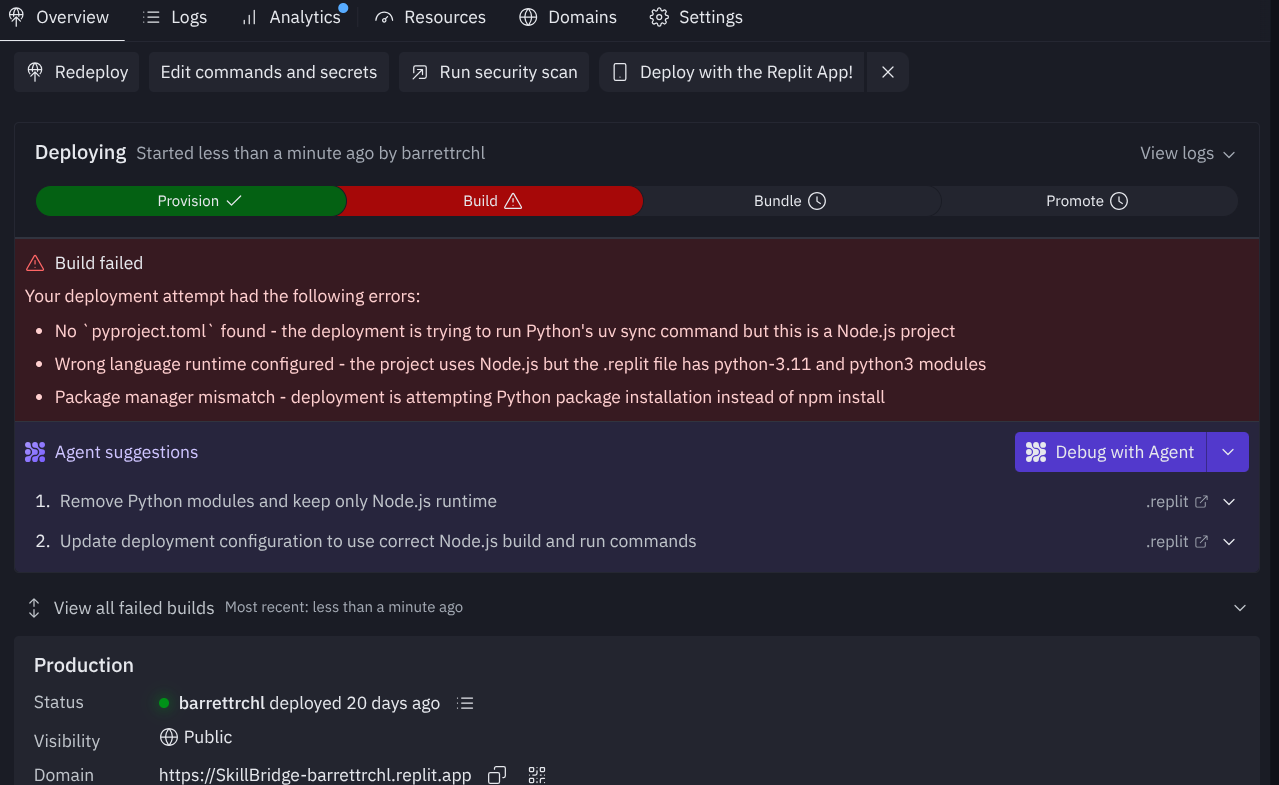 Overview Logs Analytics Resources Domains Settings
Redeploy Edit commands and secrets Run security scan Deploy with the Replit App!
Deploying Started less than a minute ago by barrettrchl View logs
Provision Build Bundle Promote
Build failed
Your deployment attempt had the following errors:
• No `pyproject.toml` found - the deployment is trying to run Python's uv sync command but this is a Node.js project
• Wrong language runtime configured - the project uses Node.js but the .replit file has python-3.11 and python3 modules
• Package manager mismatch - deployment is attempting Python package installation instead of npm install
Agent suggestions Debug with Agent
1. Remove Python modules and keep only Node.js runtime .replit
2. Update deployment configuration to use correct Node.js build and run commands .replit
View all failed builds Most recent: less than a minute ago
Production
Status barrettrchl deployed 20 days ago
Visibility Public
Domain https://SkillBridge-barrettrchl.replit.app